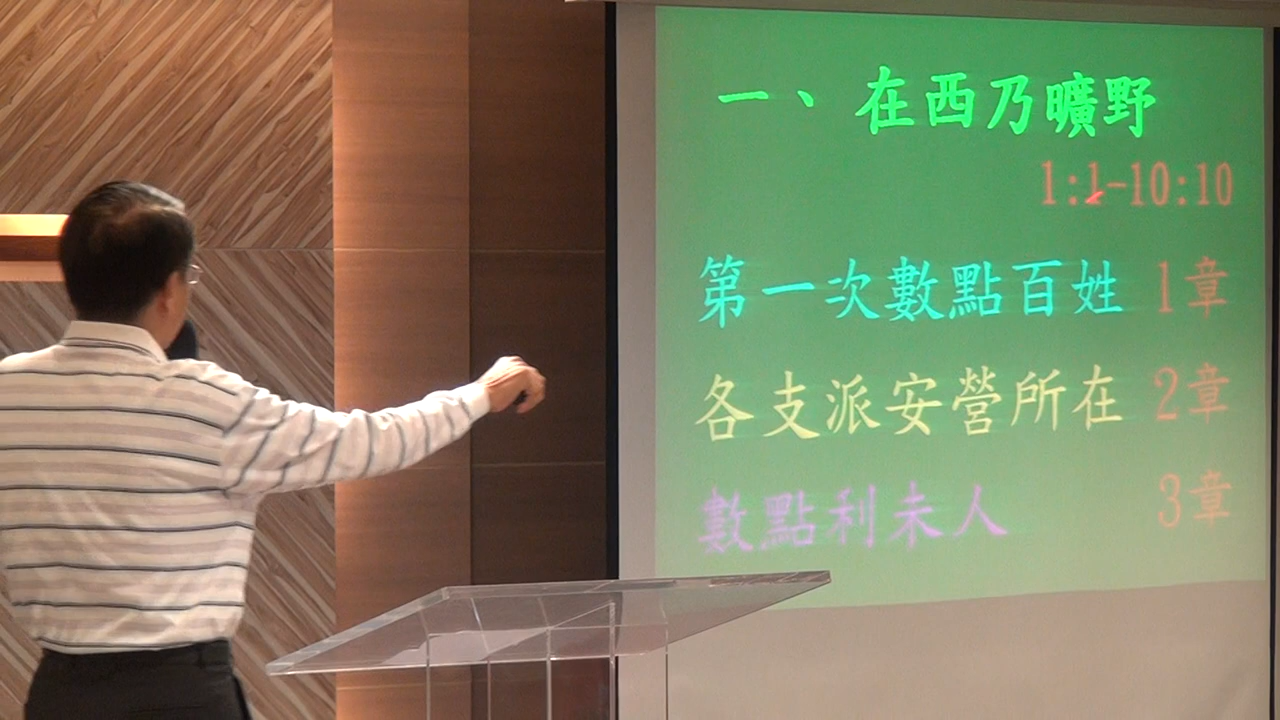 一、在西乃曠野
1:1-10:10
第一次數點百姓 1章
各支派安營所在 2章
數點利未人 3章